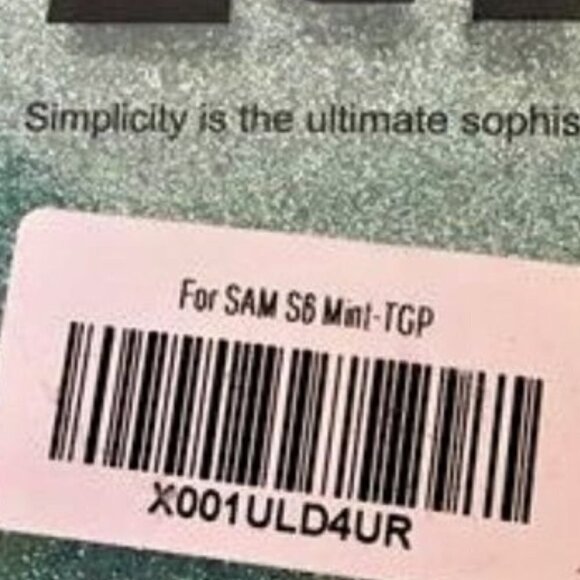 Simplicity is the ultimate sophis
For SAM S6 Mint-TGP
X001ULD4UR